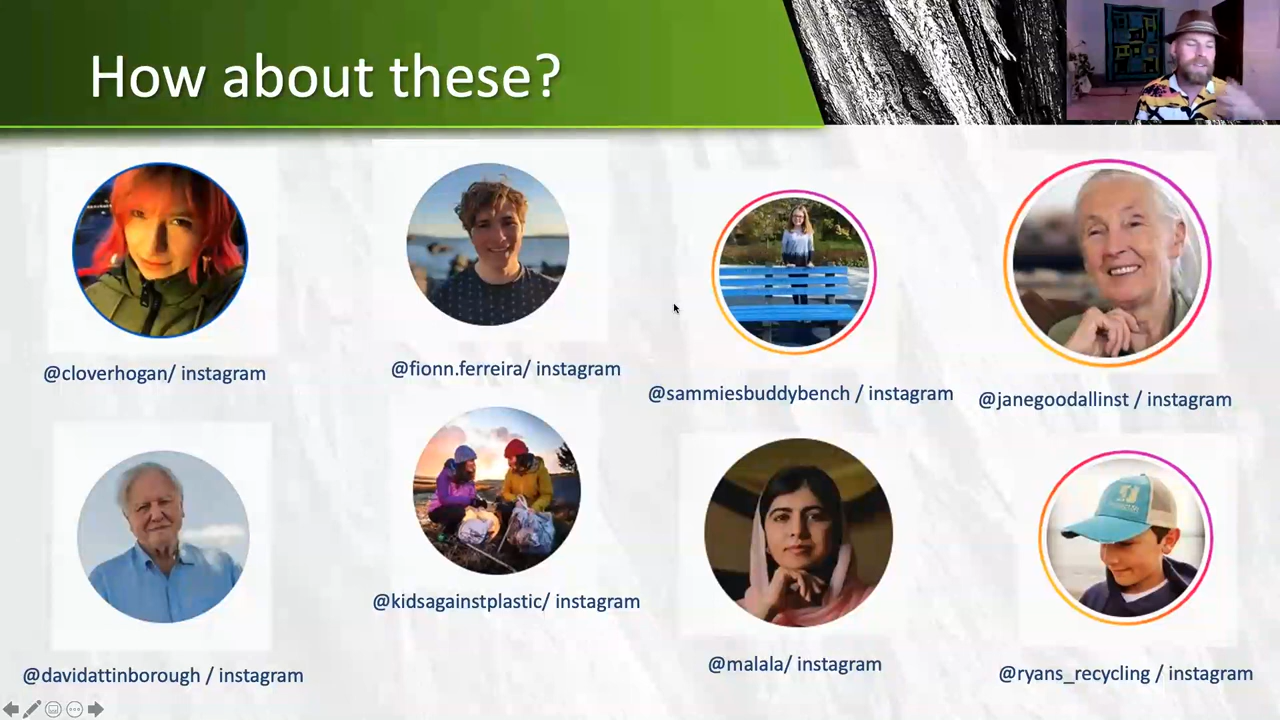 How about these?
@cloverhogan/ instagram
@fionn.ferreira/ instagram
@sammiesbuddybench / instagram
@janegoodallinst / instagram
@davidattinborough / instagram
@kidsagainstplastic/ instagram
@malala/ instagram
@ryans_recycling / instagram